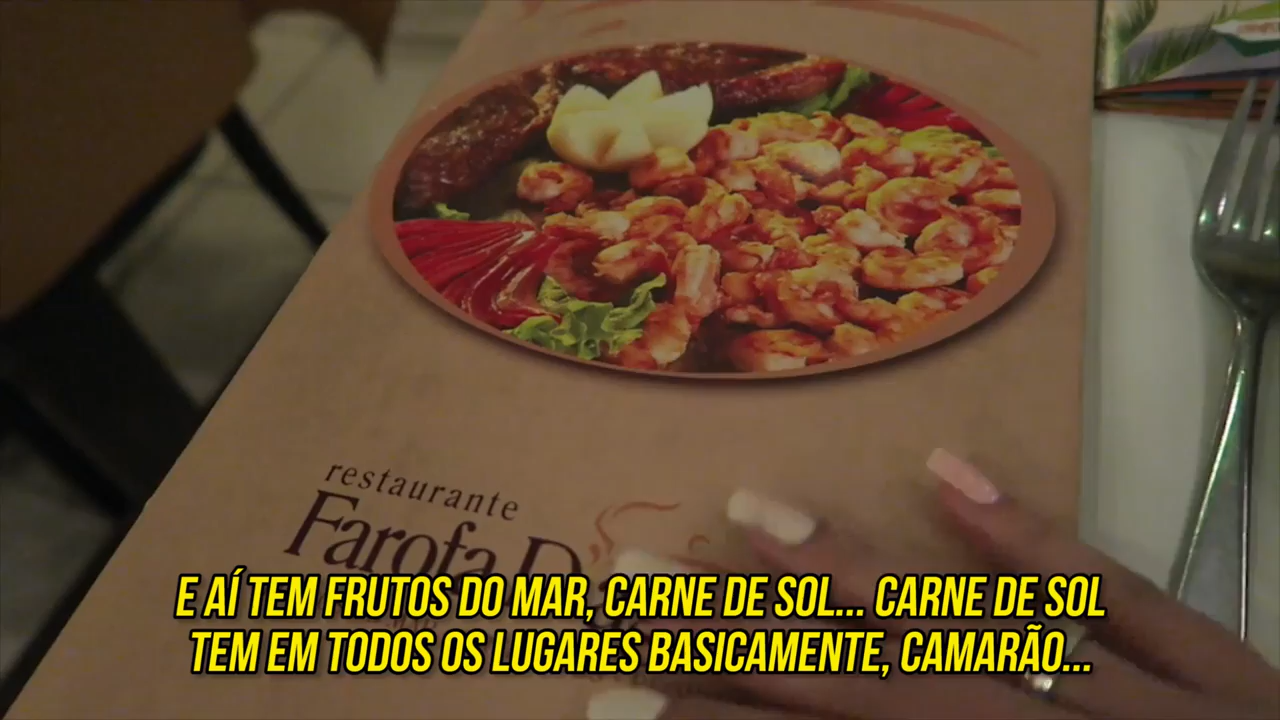 restaurante
Farofa D
E AÍ TEM FRUTOS DO MAR, CARNE DE SOL... CARNE DE SOL
TEM EM TODOS OS LUGARES BASICAMENTE, CAMARÃO...